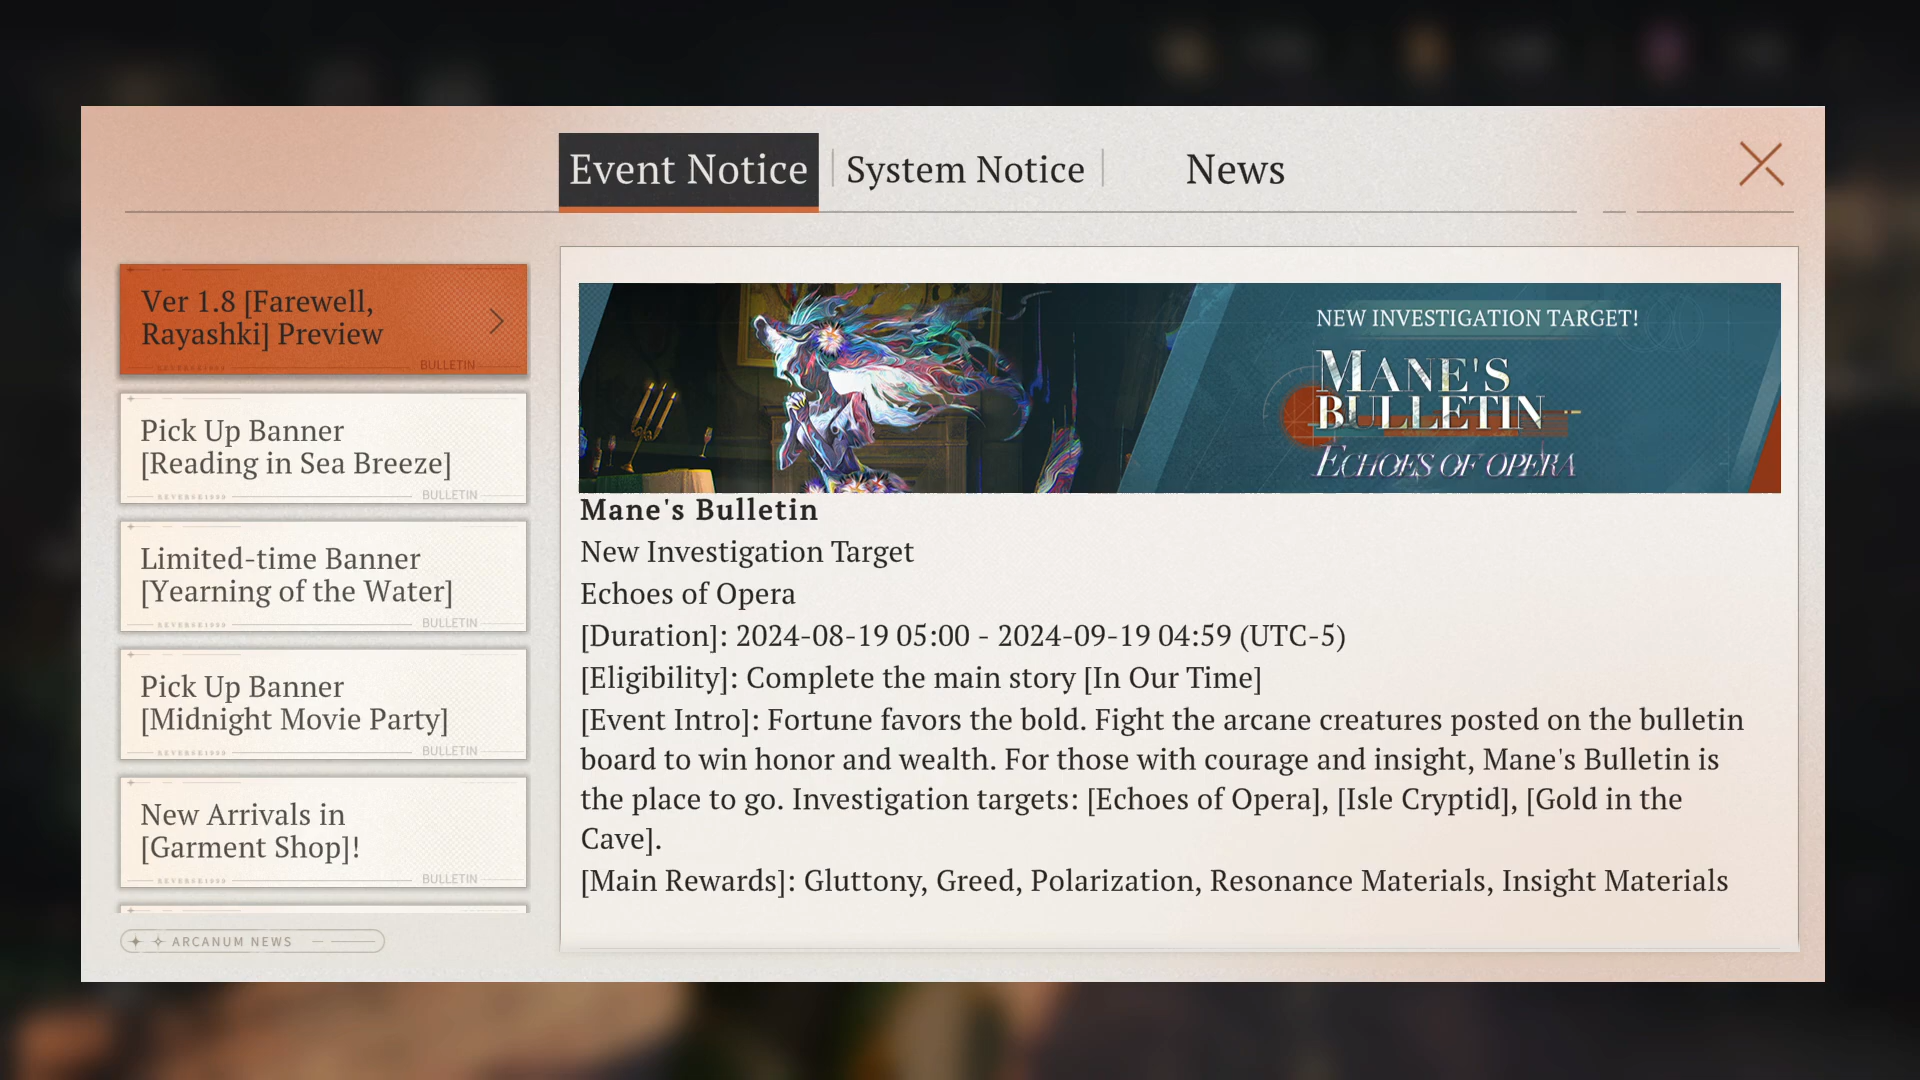 Event Notice
System Notice
News
Ver 1.8 [Farewell,
Rayashki] Preview
BULLETIN
Pick Up Banner
[Reading in Sea Breeze]
REVERSE1999
BULLETIN
Limited-time Banner
[Yearning of the Water]
REVERSE1999
BULLETIN
Pick Up Banner
[Midnight Movie Party]
REVERSE1999
BULLETIN
New Arrivals in
[Garment Shop]!
REVERSE1999
BULLETIN
ARCANUM NEWS
NEW INVESTIGATION TARGET!
MANE'S
BULLETIN
ECHOES OF OPERA
Mane's Bulletin
New Investigation Target
Echoes of Opera
[Duration]: 2024-08-19 05:00 - 2024-09-19 04:59 (UTC-5)
[Eligibility]: Complete the main story [In Our Time]
[Event Intro]: Fortune favors the bold. Fight the arcane creatures posted on the bulletin
board to win honor and wealth. For those with courage and insight, Mane's Bulletin is
the place to go. Investigation targets: [Echoes of Opera], [Isle Cryptid], [Gold in the
Cave].
[Main Rewards]: Gluttony, Greed, Polarization, Resonance Materials, Insight Materials